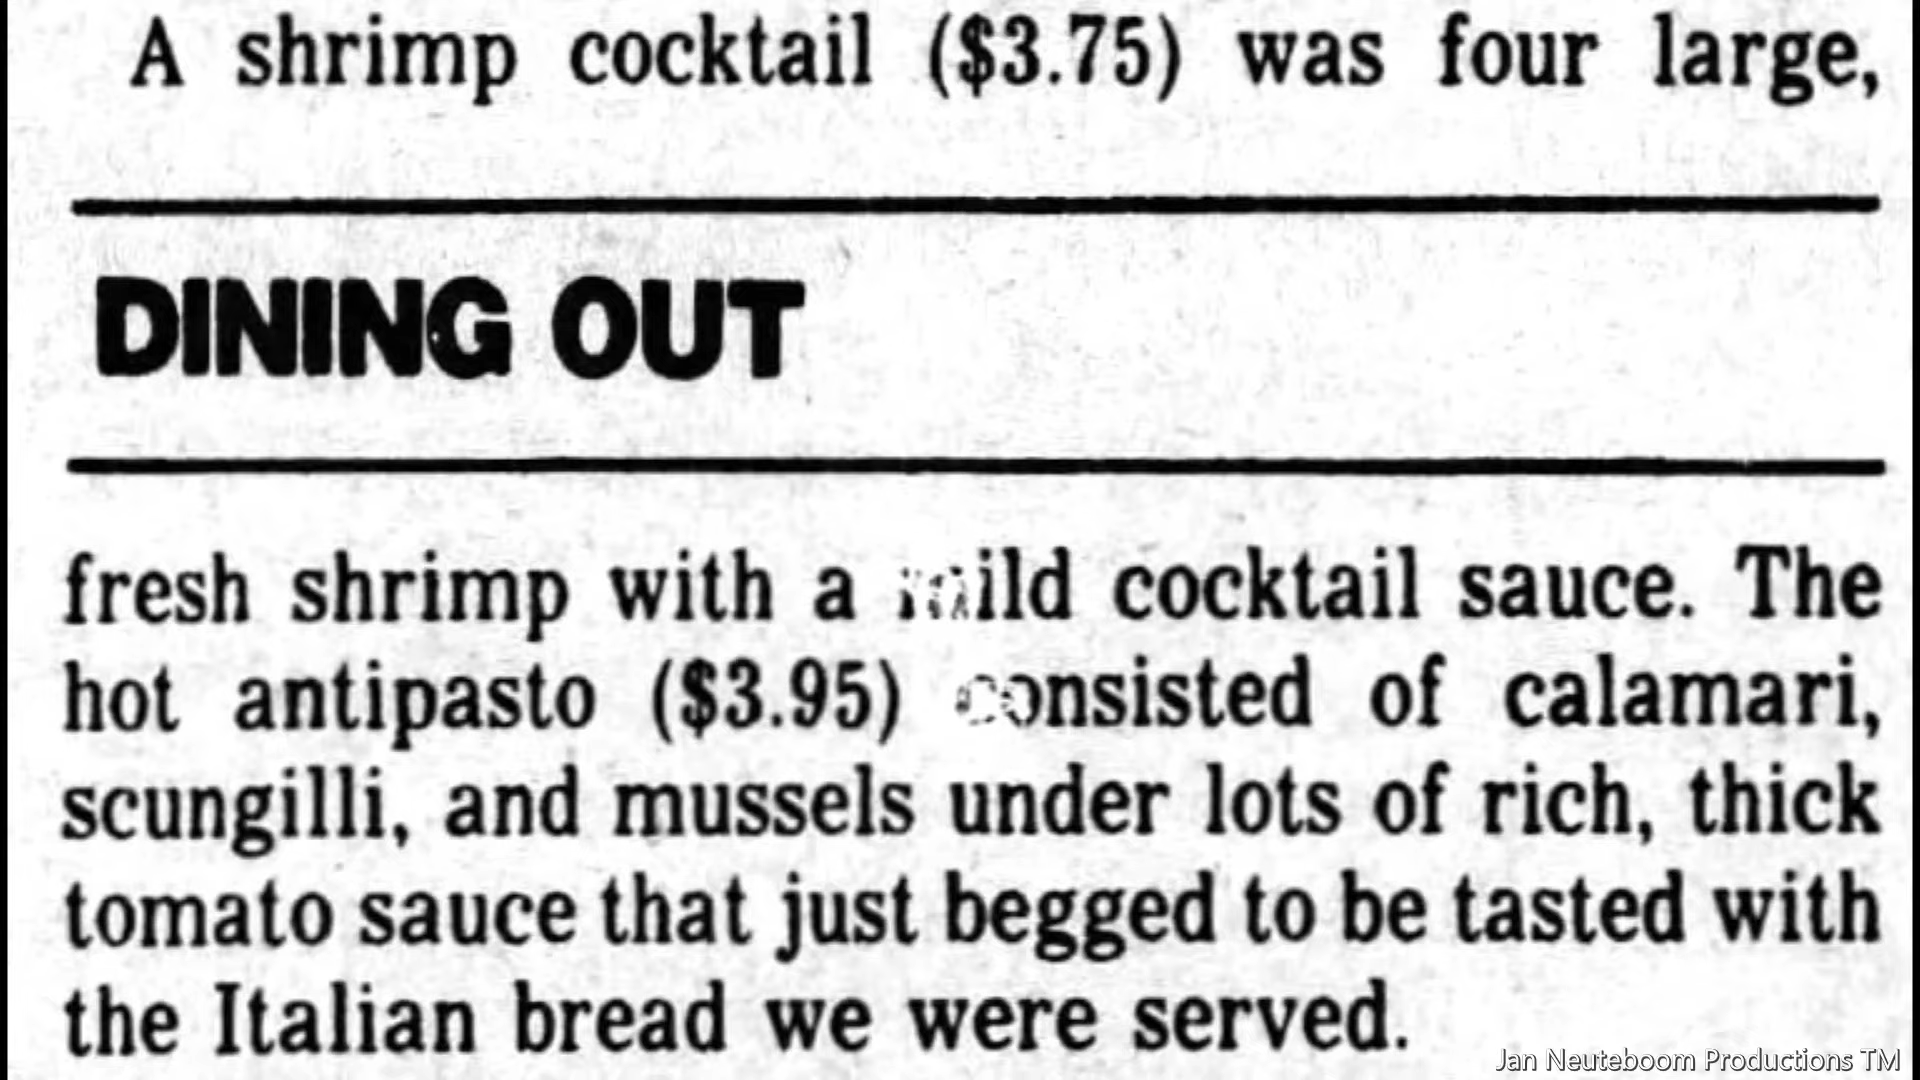 A shrimp cocktail ($3.75) was four large,
DINING OUT
fresh shrimp with a mild cocktail sauce. The
hot antipasto ($3.95) consisted of calamari,
scungilli, and mussels under lots of rich, thick
tomato sauce that just begged to be tasted with
the Italian bread we were served.
Jan Neuteboom Productions TM